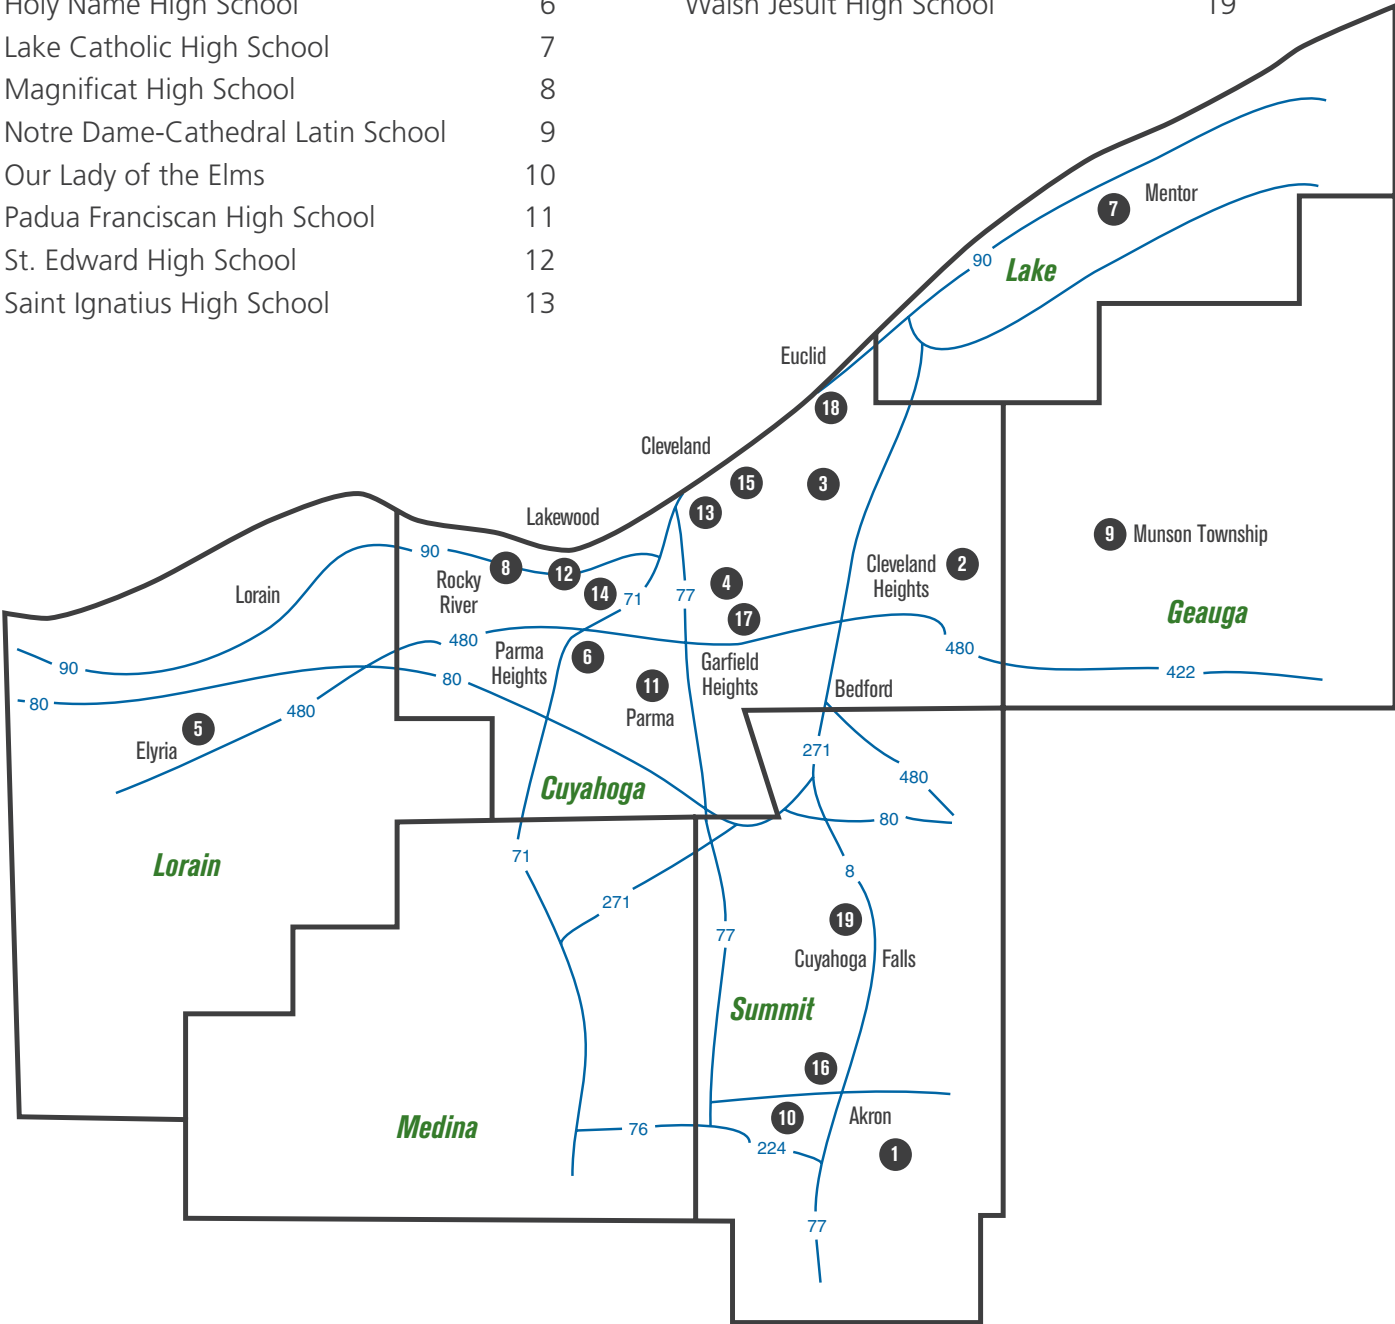 Holy Name High School 6
Walsh Jesuit High School 19
Lake Catholic High School 7
Magnificat High School 8
Notre Dame-Cathedral Latin School 9
Our Lady of the Elms 10
Padua Franciscan High School 11
St. Edward High School 12
Saint Ignatius High School 13
7
Mentor
90
Lake
Euclid
18
Cleveland
15
3
13
Lakewood
9
Munson Township
90
8
12
Cleveland
Heights
2
Rocky
River
4
14
71
77
Lorain
17
Geauga
480
Parma
Heights
6
480
90
80
Garfield
Heights
422
11
Bedford
80
480
5
Parma
Elyria
271
480
Cuyahoga
80
71
Lorain
8
271
19
77
Cuyahoga Falls
Summit
16
10
Akron
Medina
76
224
1
77